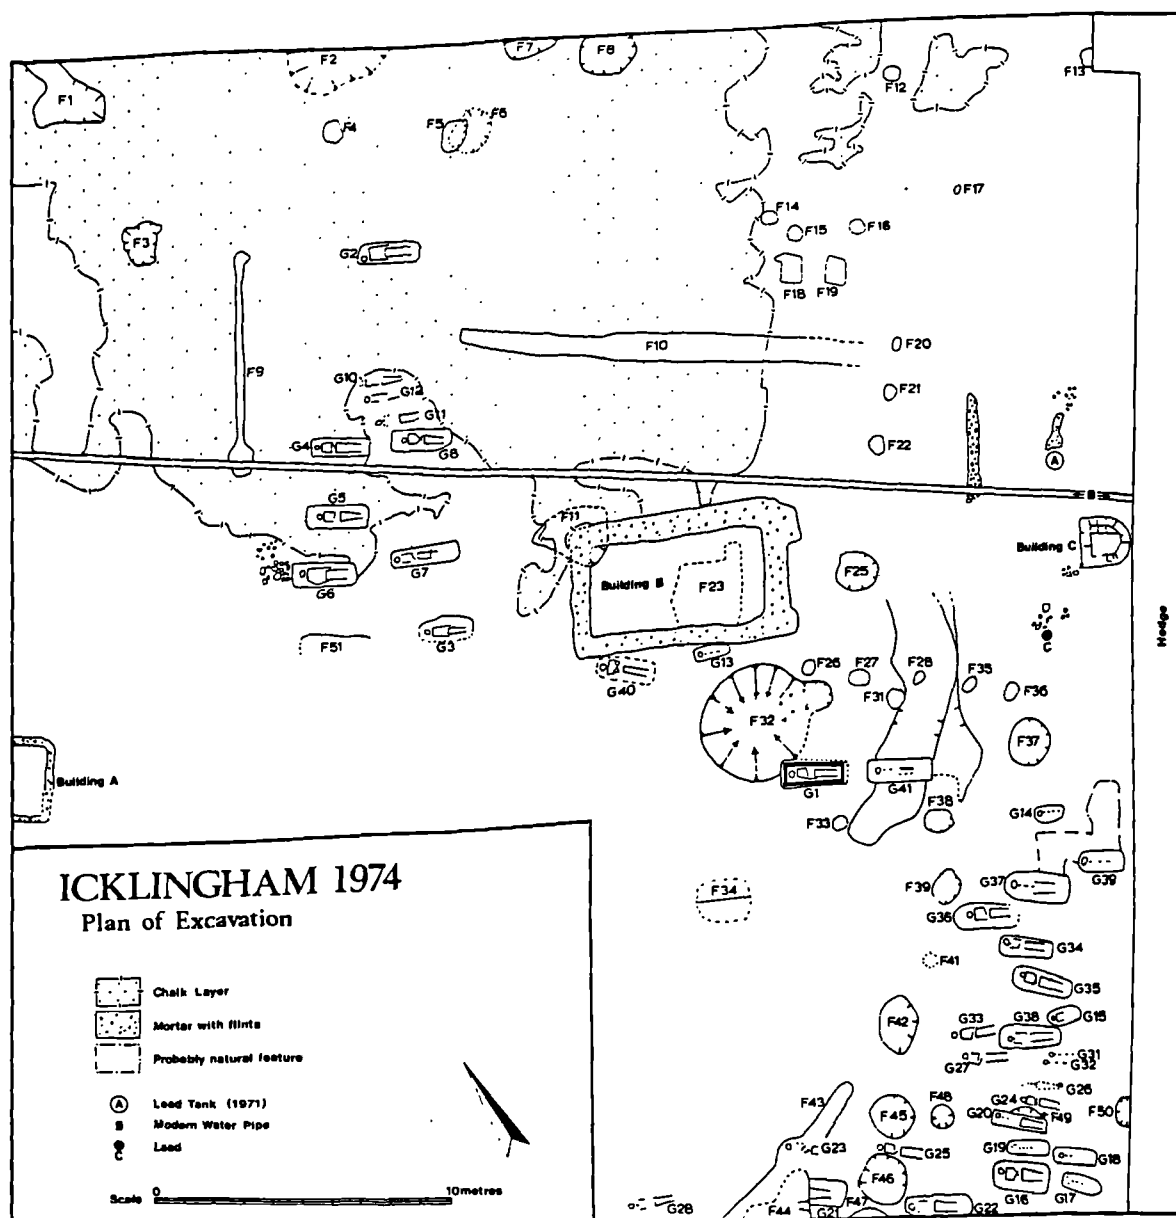 F1
F2
F7
F8
F12
F13
F4
F5
F6
F3
G2
F14
F15
F16
F17
F18
F19
F9
F10
F20
F21
F22
G10
G12
G11
G4
G8
A
B
G5
F11
G7
G6
Building B
F23
F25
Building C
C
Hedge
F51
G3
G40
G13
F26
F27
F28
F31
F35
F36
F32
F37
G1
G41
Building A
F33
F38
G14
G39
G37
F34
F39
G36
G34
F41
G35
F42
G33
G38
G15
G27
G31
G32
G26
F43
F45
F48
G24
G20
F49
F50
G23
G25
G19
G18
F46
G16
G17
G28
F44
G21
F47
G22
ICKLINGHAM 1974
Plan of Excavation
Chalk Layer
Mortar with flints
Probably natural feature
A Lead Tank (1971)
B Modern Water Pipe
C Lead
Scale 0 10metres